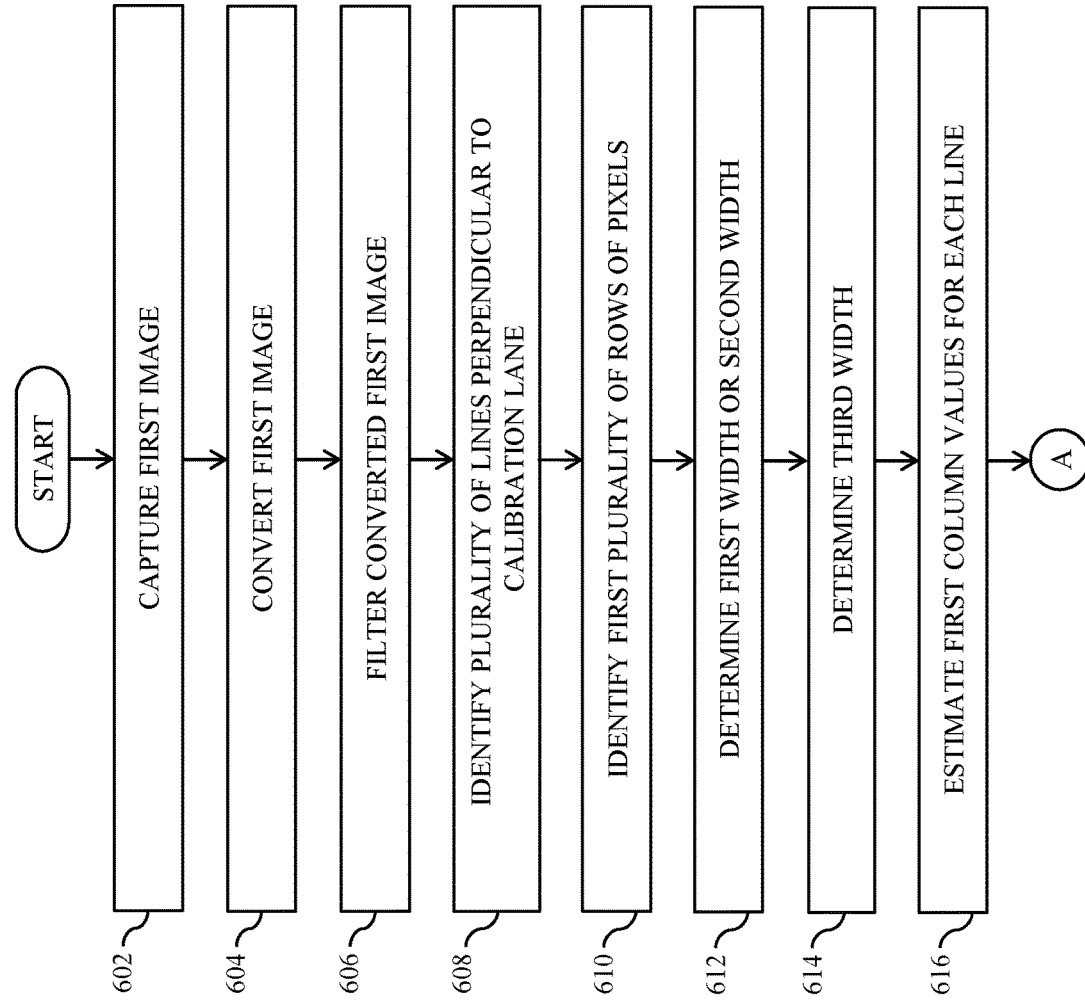 START
602
CAPTURE FIRST IMAGE
604
CONVERT FIRST IMAGE
606
FILTER CONVERTED FIRST IMAGE
608
IDENTIFY PLURALITY OF LINES PERPENDICULAR TO
CALIBRATION LANE
610
IDENTIFY FIRST PLURALITY OF ROWS OF PIXELS
612
DETERMINE FIRST WIDTH OR SECOND WIDTH
614
DETERMINE THIRD WIDTH
616
ESTIMATE FIRST COLUMN VALUES FOR EACH LINE
A